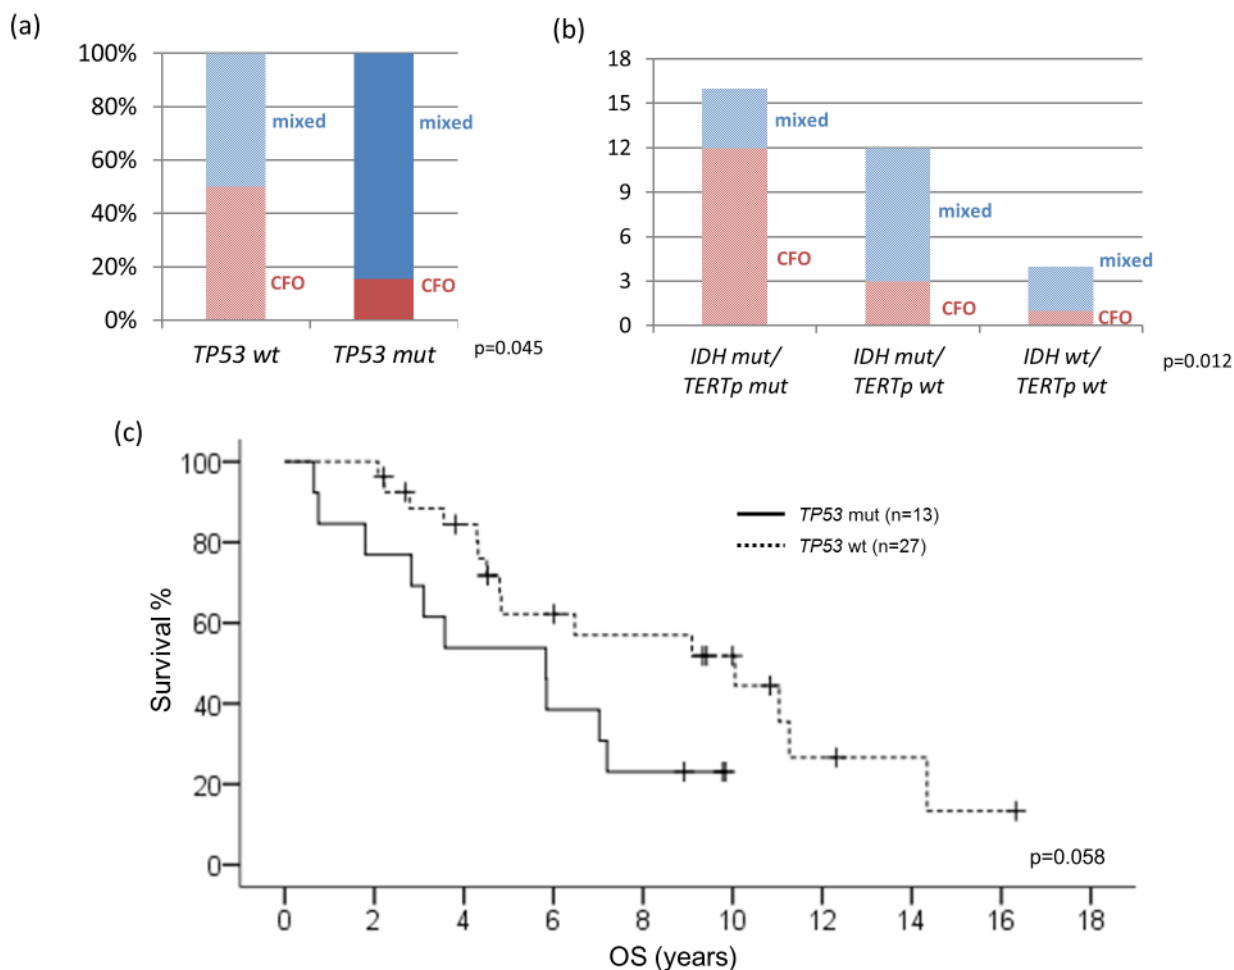 (a)
100%
80%
60%
40%
20%
0%
mixed
mixed
CFO
CFO
TP53 wt
TP53 mut
p=0.045
(b)
18
15
12
9
6
3
0
mixed
mixed
mixed
CFO
CFO
CFO
IDH mut/
TERTp mut
IDH mut/
TERTp wt
IDH wt/
TERTp wt
p=0.012
(c)
Survival %
100
80
60
40
20
0
TP53 mut (n=13)
TP53 wt (n=27)
p=0.058
0 2 4 6 8 10 12 14 16 18
OS (years)